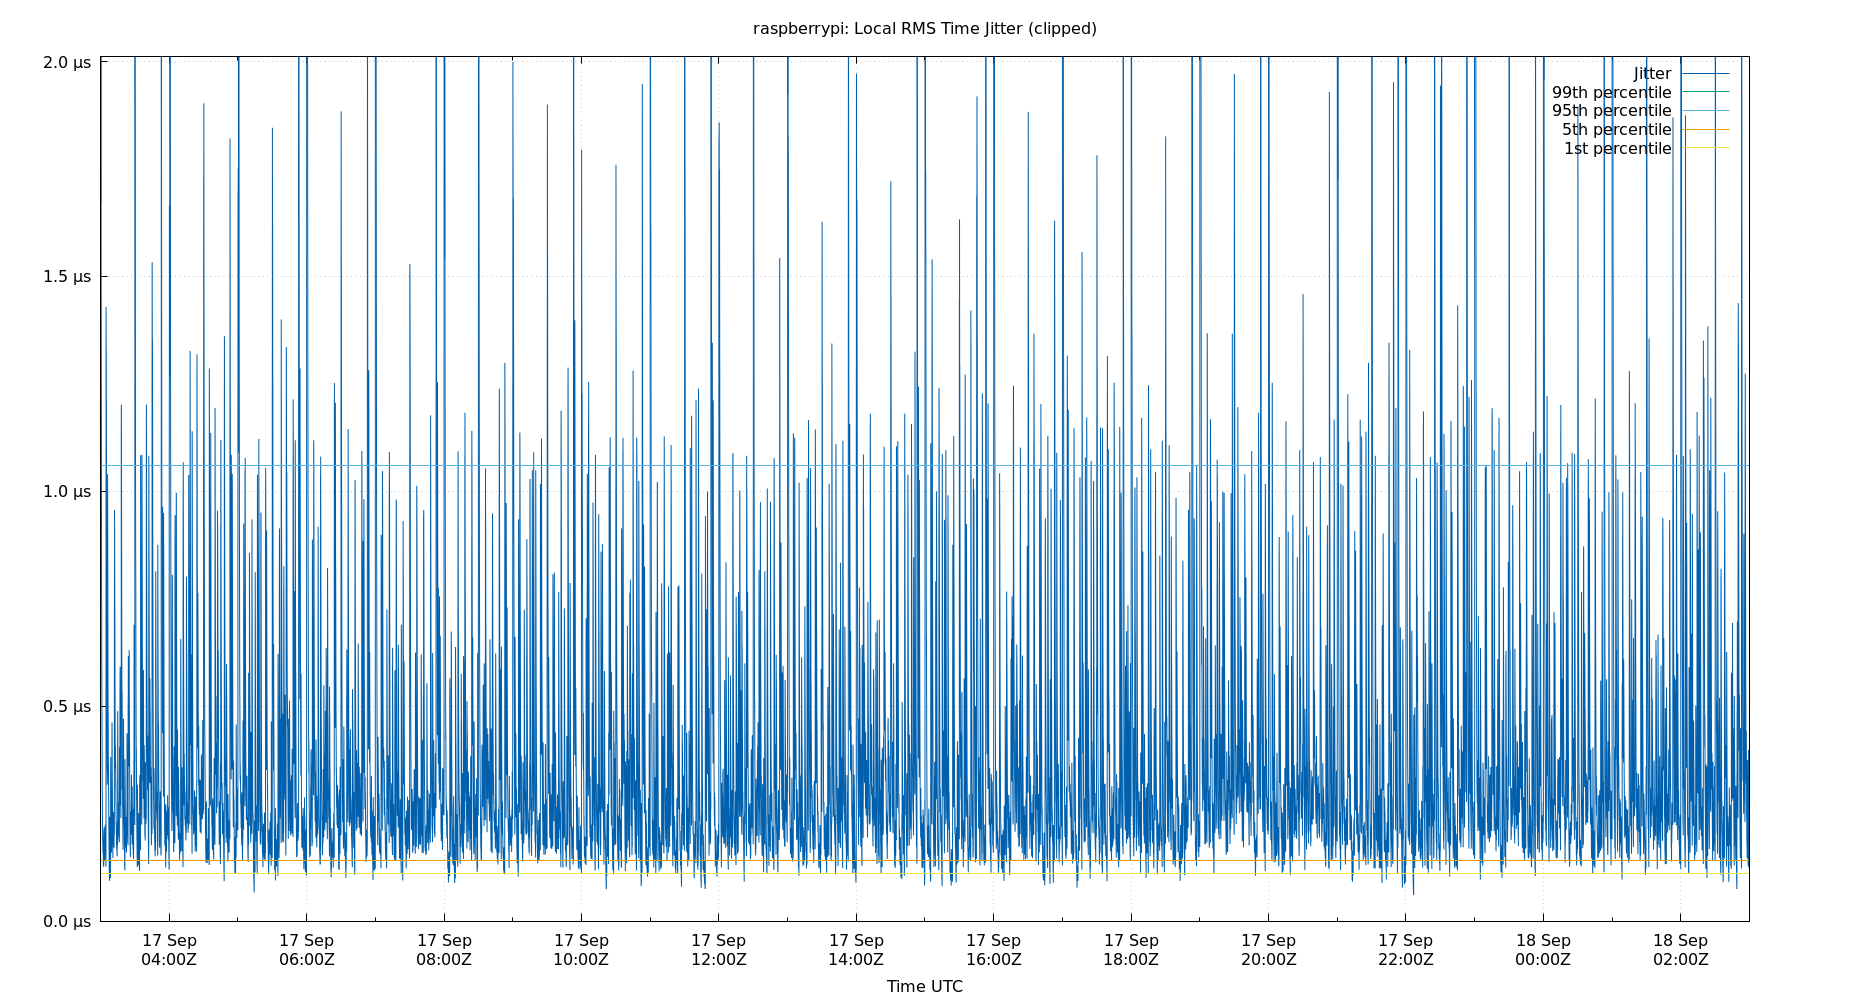 raspberrypi: Local RMS Time Jitter (clipped)
2.0 µs
1.5 µs
1.0 µs
0.5 µs
0.0 µs
Jitter
99th percentile
95th percentile
5th percentile
1st percentile
17 Sep 17 Sep 17 Sep 17 Sep 17 Sep 17 Sep 17 Sep 17 Sep 17 Sep 17 Sep 18 Sep 18 Sep
04:00Z 06:00Z 08:00Z 10:00Z 12:00Z 14:00Z 16:00Z 18:00Z 20:00Z 22:00Z 00:00Z 02:00Z
Time UTC